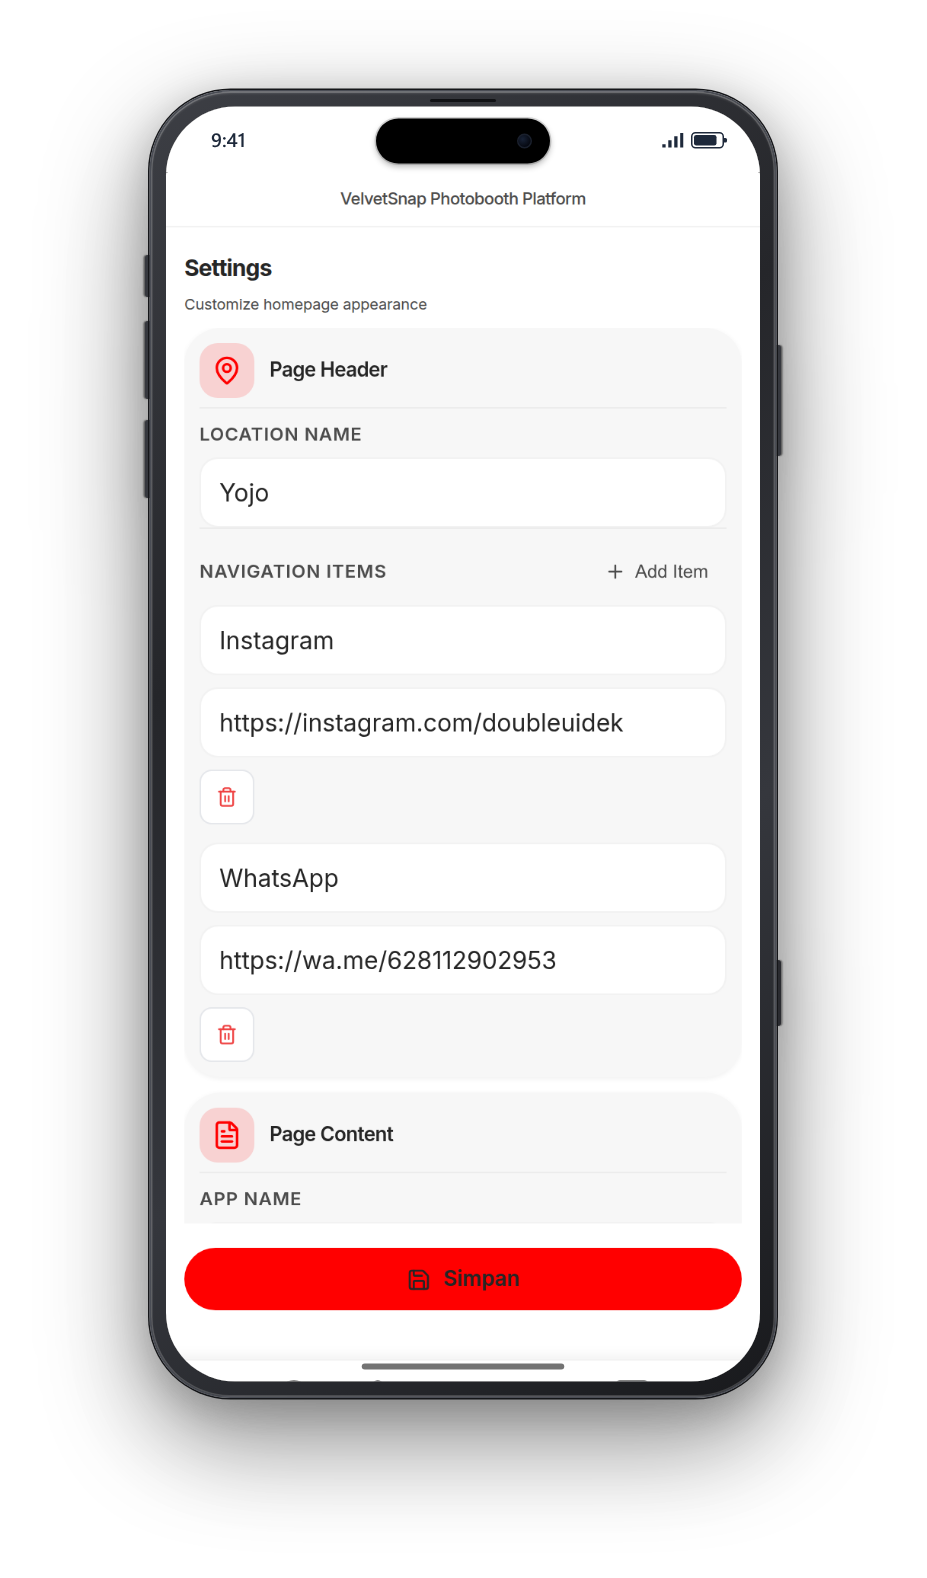 9:41
VelvetSnap Photobooth Platform
Settings
Customize homepage appearance
Page Header
LOCATION NAME
Yojo
NAVIGATION ITEMS
Add Item
Instagram
https://instagram.com/doubleuidek
WhatsApp
https://wa.me/628112902953
Page Content
APP NAME
Simpan